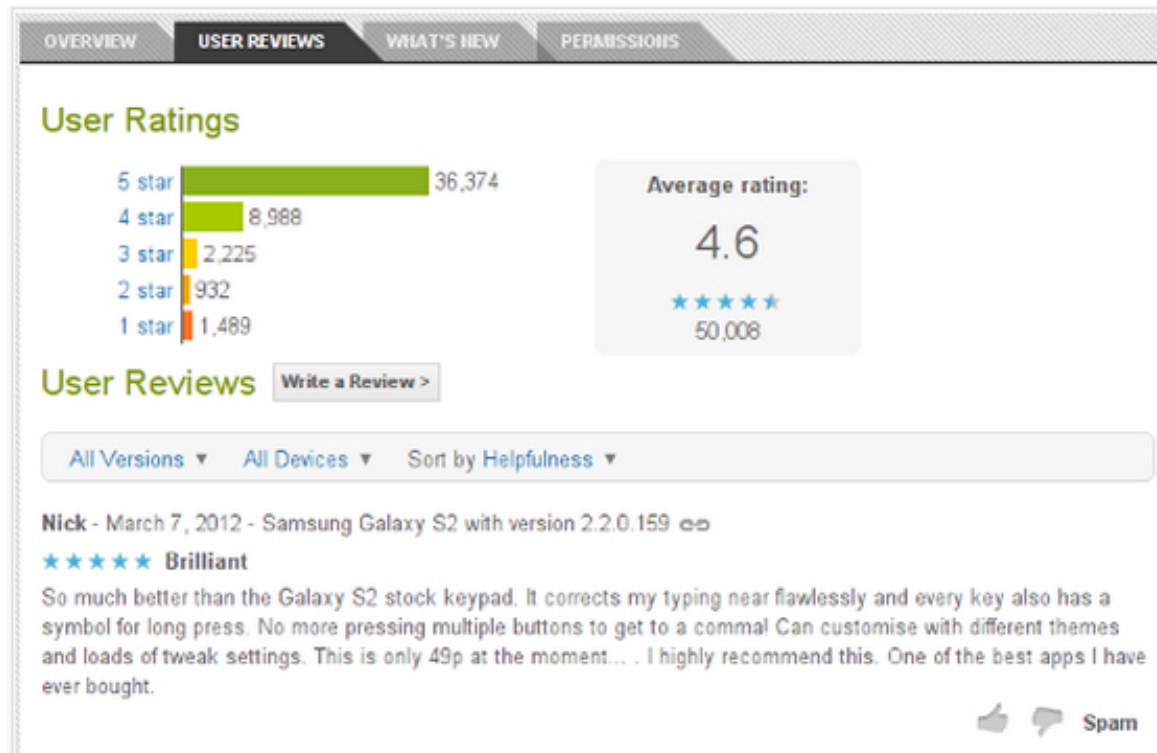 OVERVIEW USER REVIEWS WHAT'S NEW PERMISSIONS
User Ratings
5 star 36,374
4 star 8,988
3 star 2,225
2 star 932
1 star 1,489
Average rating:
4.6
50,008
User Reviews Write a Review >
All Versions ▼ All Devices ▼ Sort by Helpfulness ▼
Nick - March 7, 2012 - Samsung Galaxy S2 with version 2.2.0.159
★★★★★ Brilliant
So much better than the Galaxy S2 stock keypad. It corrects my typing near flawlessly and every key also has a
symbol for long press. No more pressing multiple buttons to get to a comma! Can customise with different themes
and loads of tweak settings. This is only 49p at the moment... . I highly recommend this. One of the best apps I have
ever bought.
Spam